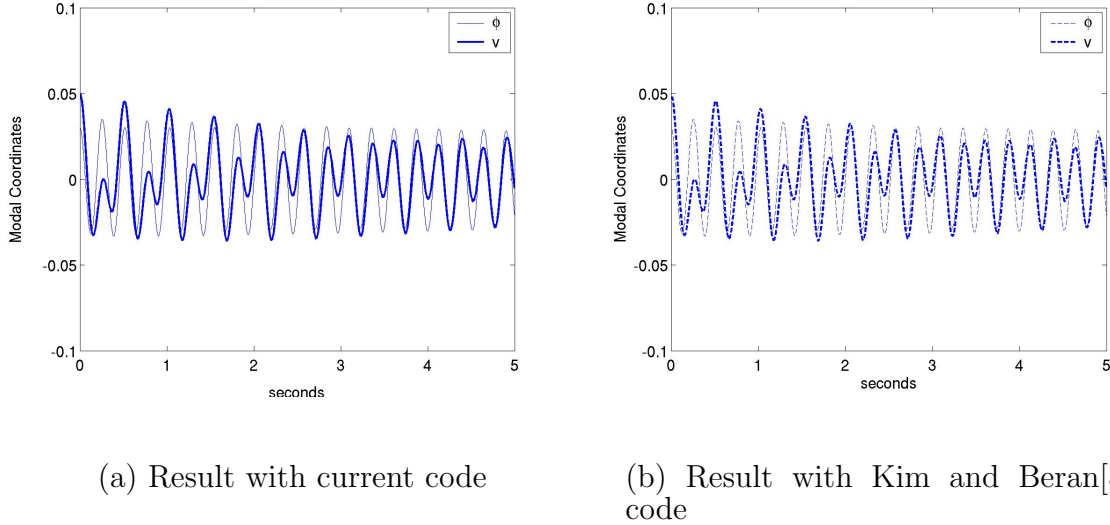 0.1
0.05
0
-0.05
-0.1
Modal Coordinates
ϕ
v
0 1 2 3 4 5
seconds
(a) Result with current code
0.1
0.05
0
-0.05
-0.1
Modal Coordinates
ϕ
v
0 1 2 3 4 5
seconds
(b) Result with Kim and Beran[
code